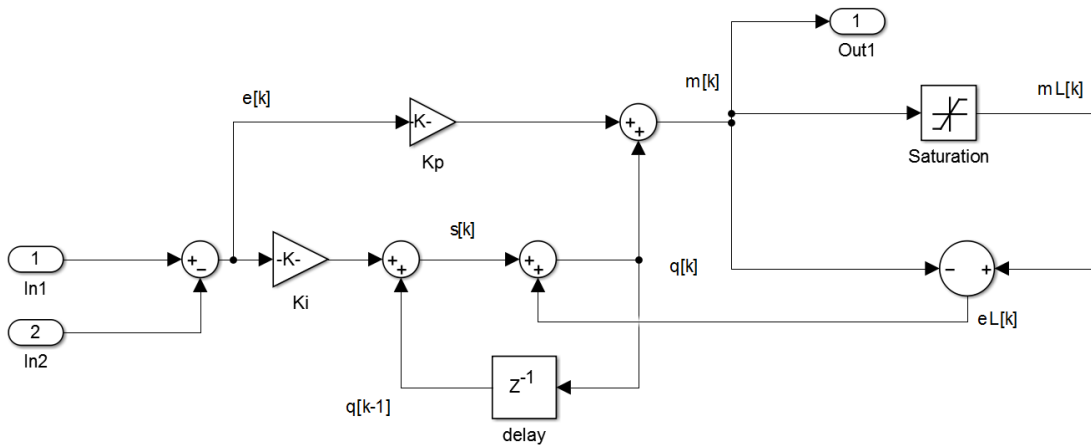 1
Out1
m[k]
mL[k]
e[k]
-K-
Kp
+
+
Saturation
s[k]
q[k]
1
In1
+
-
-K-
Ki
+
+
+
+
-
+
eL[k]
2
In2
Z-1
q[k-1]
delay